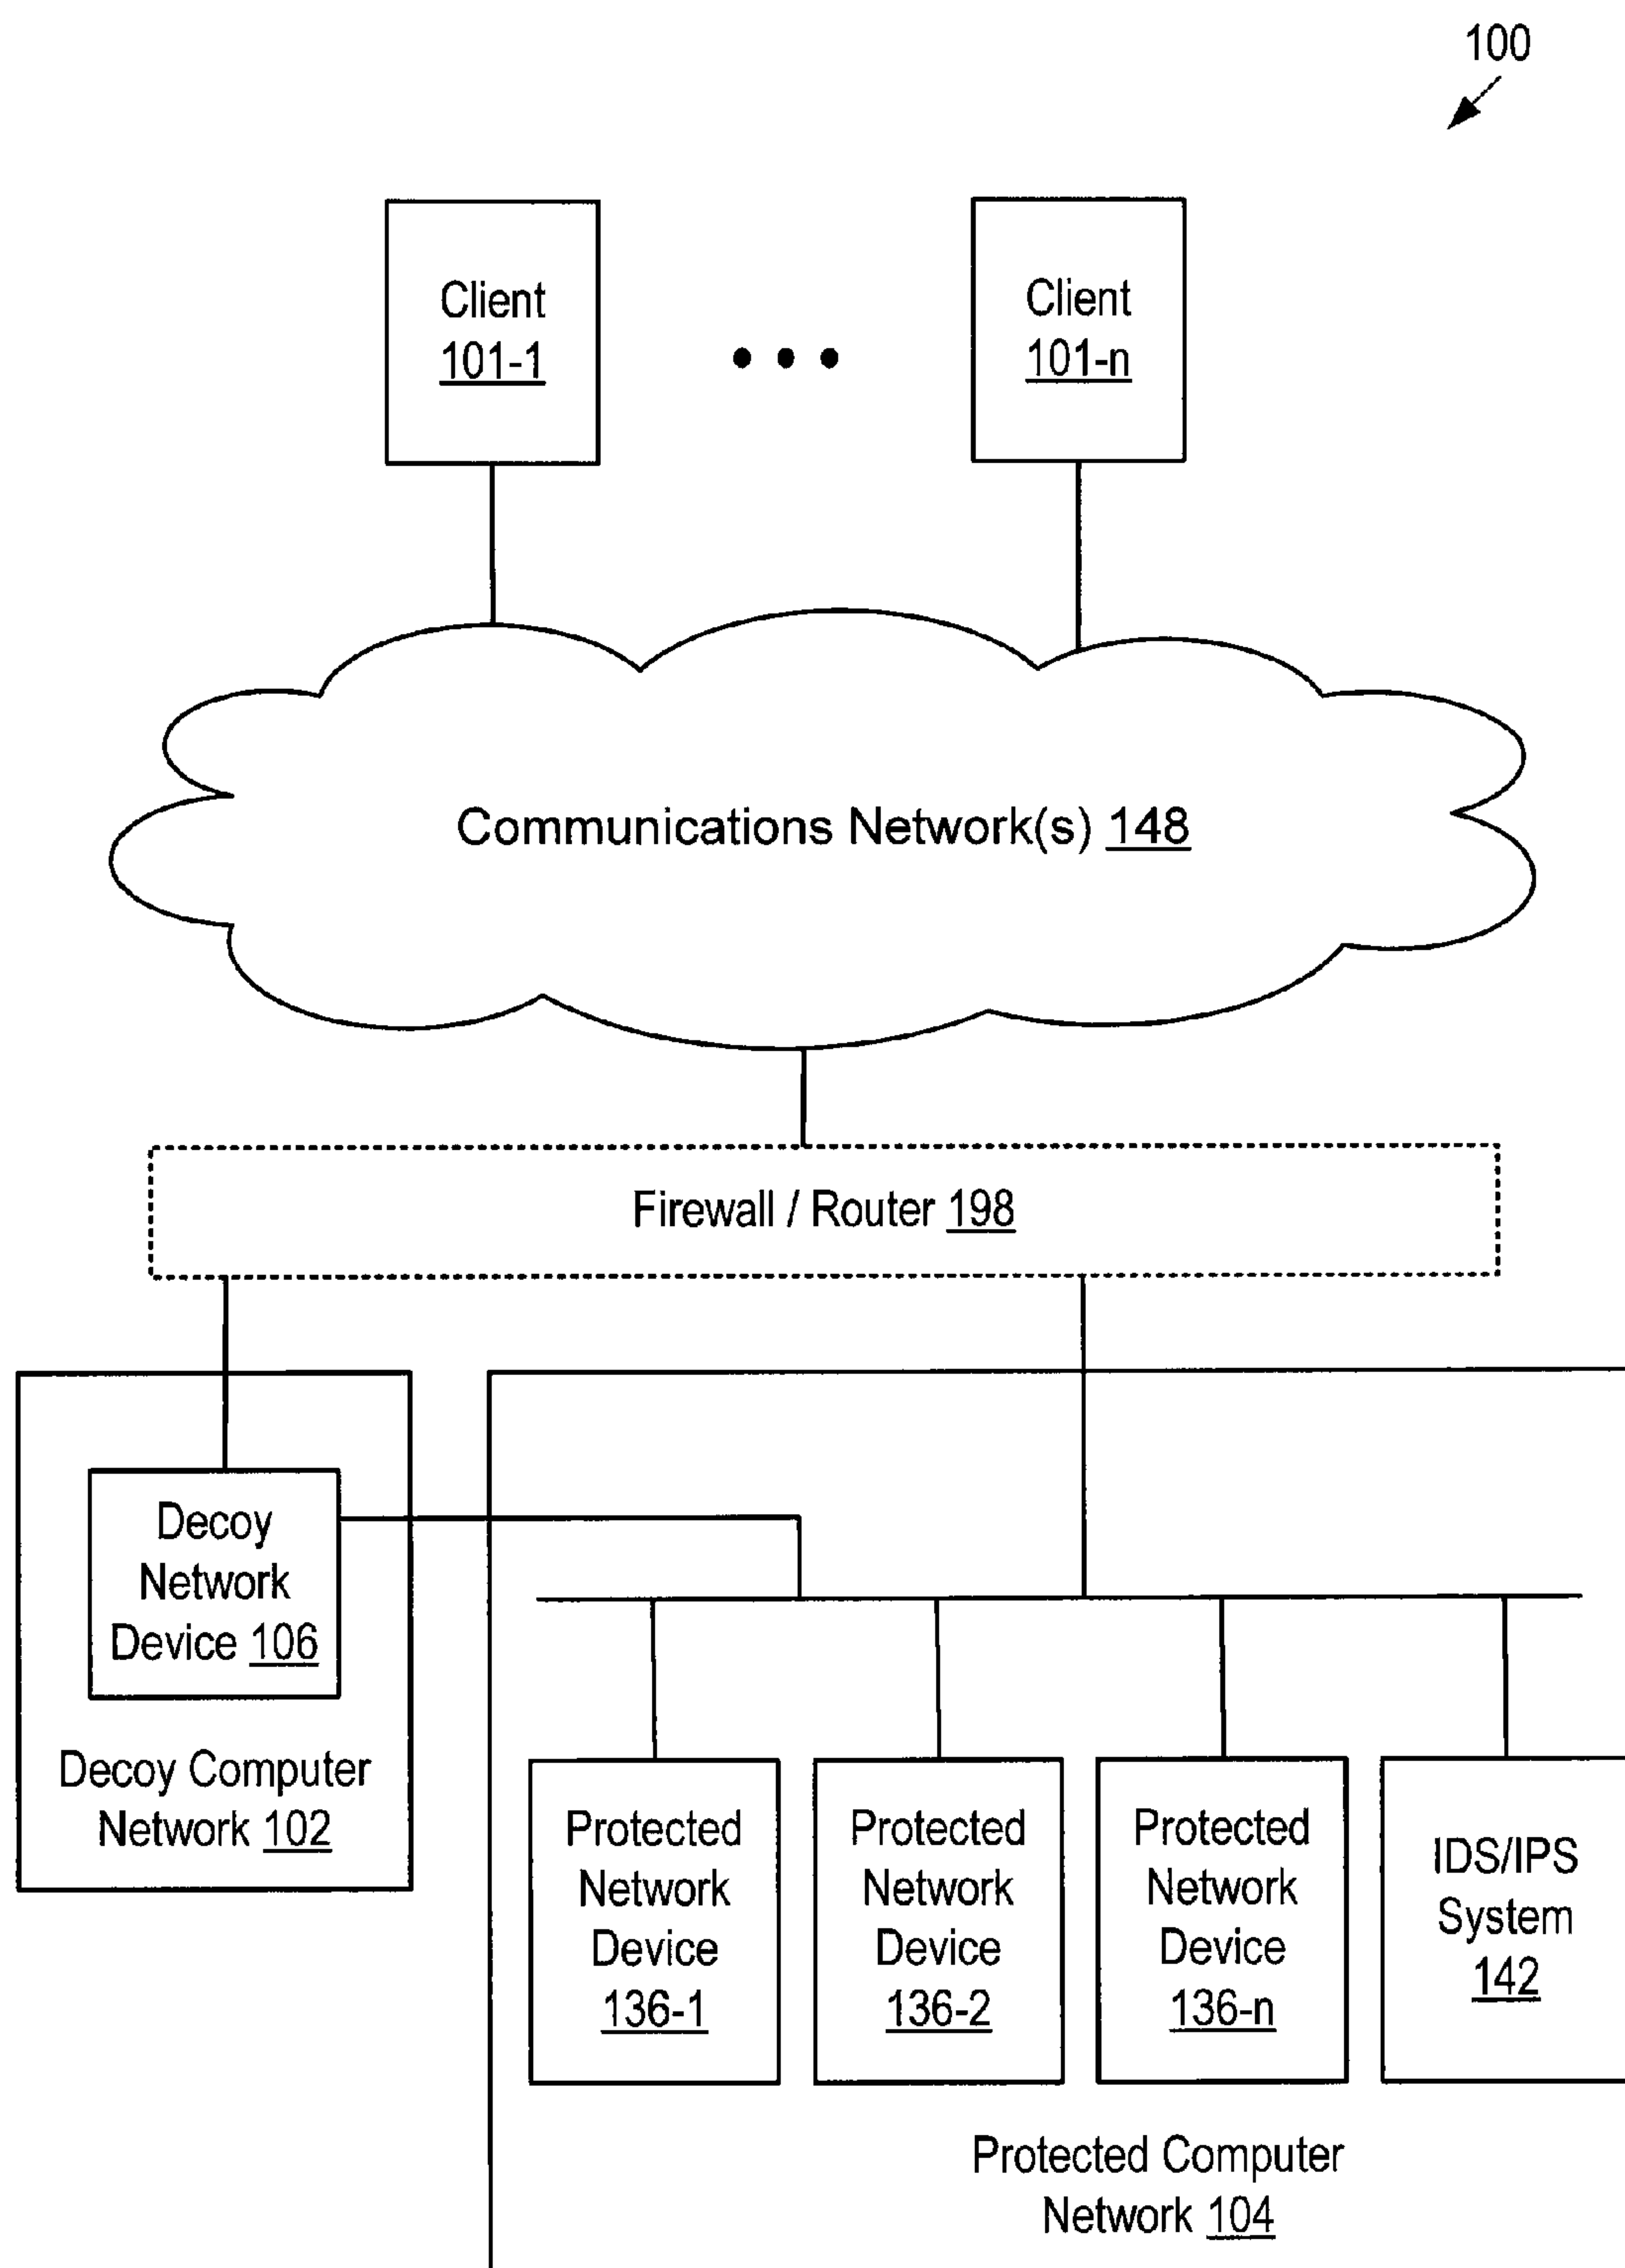 100
Client
101-1
Client
101-n
Communications Network(s) 148
Firewall / Router 198
Decoy
Network
Device 106
Decoy Computer
Network 102
Protected
Network
Device
136-1
Protected
Network
Device
136-2
Protected
Network
Device
136-n
IDS/IPS
System
142
Protected Computer
Network 104